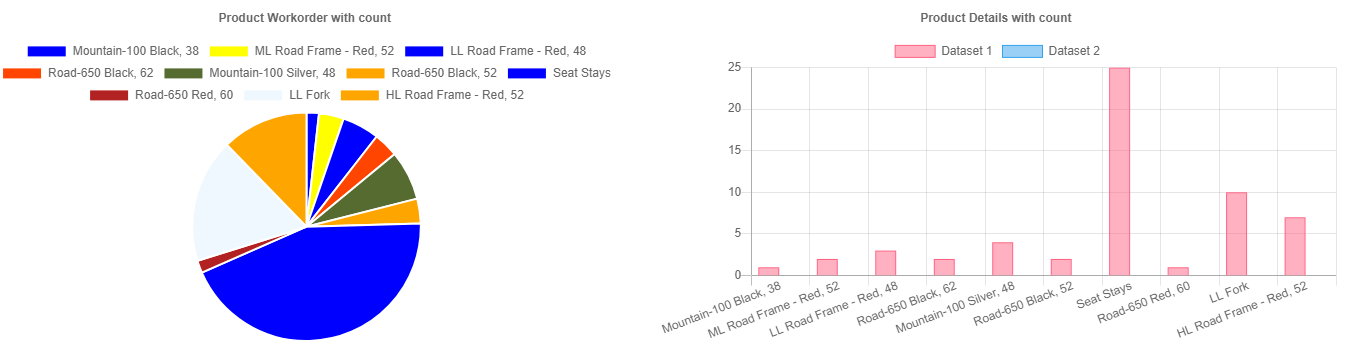 Product Workorder with count
Mountain-100 Black, 38 ML Road Frame - Red, 52 LL Road Frame - Red, 48
Road-650 Black, 62 Mountain-100 Silver, 48 Road-650 Black, 52 Seat Stays
Road-650 Red, 60 LL Fork HL Road Frame - Red, 52
Product Details with count
Dataset 1 Dataset 2
25
20
15
10
5
0
Mountain-100 Black, 38
ML Road Frame - Red, 52
LL Road Frame - Red, 48
Road-650 Black, 62
Mountain-100 Silver, 48
Road-650 Black, 52
Seat Stays
Road-650 Red, 60
LL Fork
HL Road Frame - Red, 52